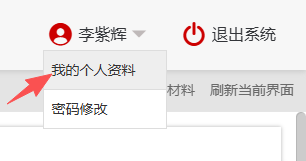 李紫辉 退出系统
我的个人资料
材料 刷新当前界面
密码修改